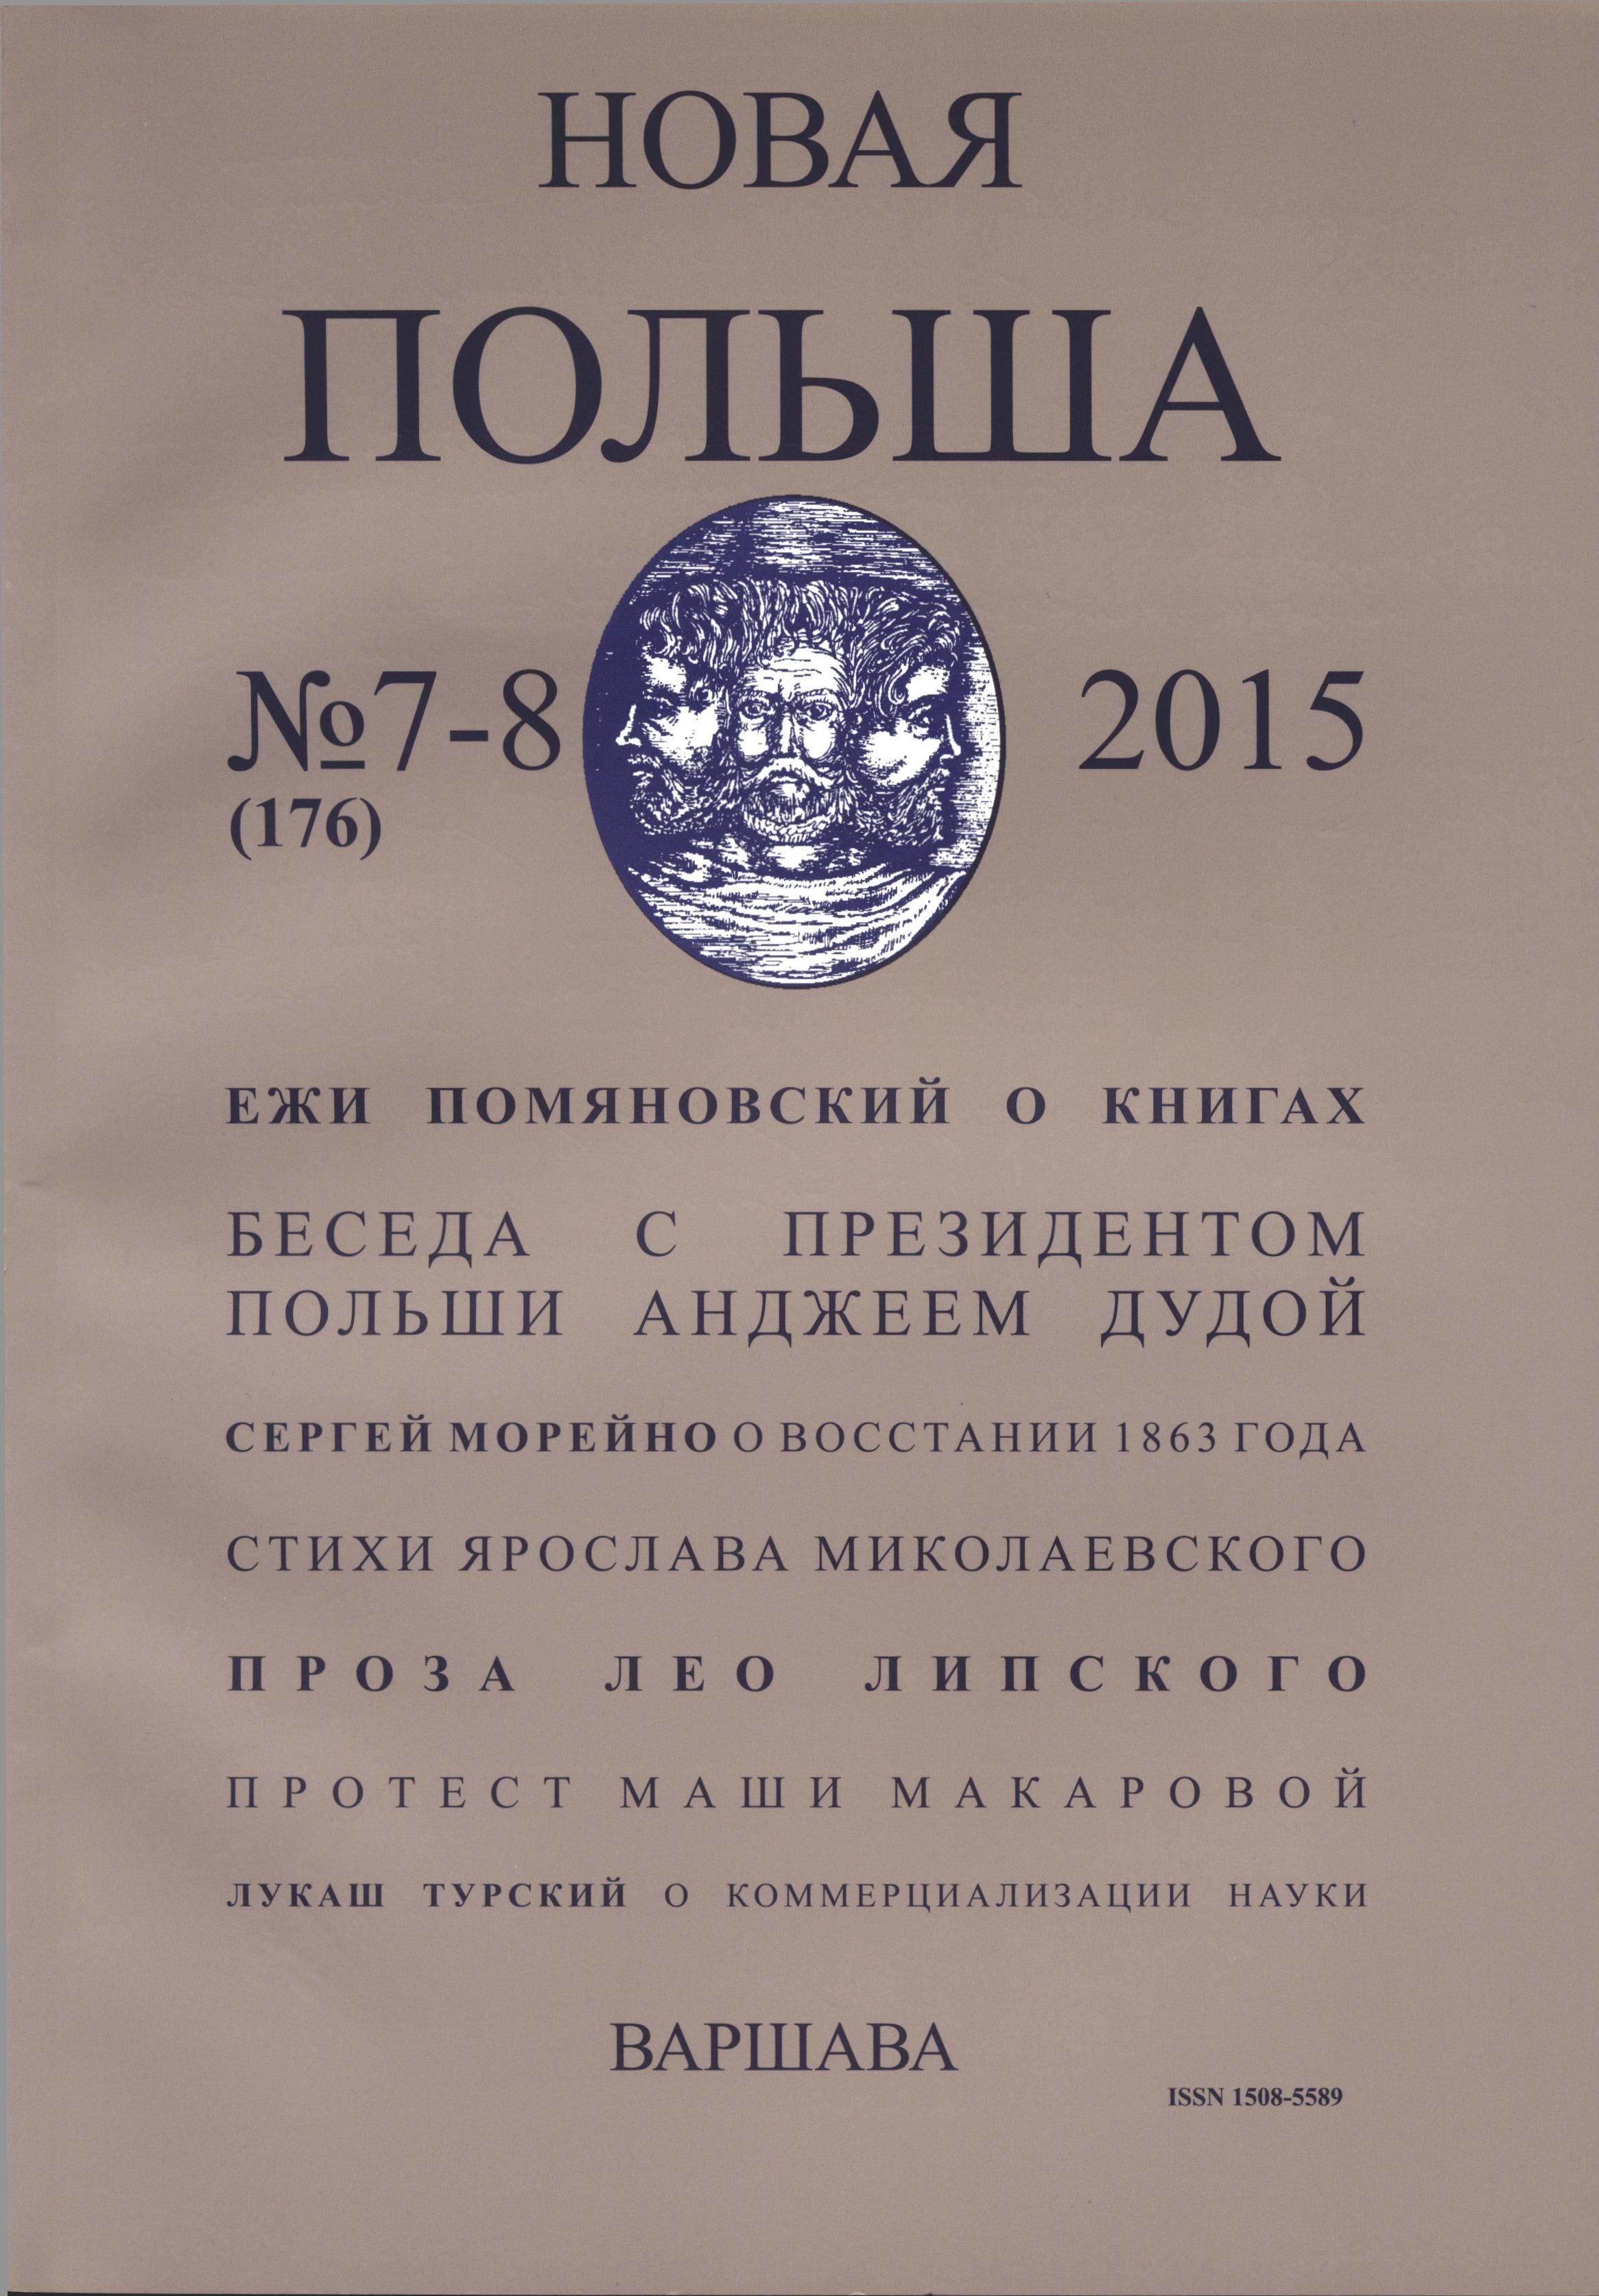 НОВАЯ
ПОЛЬША
№7-8 2015
(176)
ЕЖИ ПОМЯНОВСКИЙ О КНИГАХ
БЕСЕДА С ПРЕЗИДЕНТОМ
ПОЛЬШИ АНДЖЕЕМ ДУДОЙ
СЕРГЕЙ МОРЕЙНО О ВОССТАНИИ 1863 ГОДА
СТИХИ ЯРОСЛАВА МИКОЛАЕВСКОГО
ПРОЗА ЛЕО ЛИПСКОГО
ПРОТЕСТ МАШИ МАКАРОВОЙ
ЛУКАШ ТУРСКИЙ О КОММЕРЦИАЛИЗАЦИИ НАУКИ
ВАРШАВА
ISSN 1508-5589